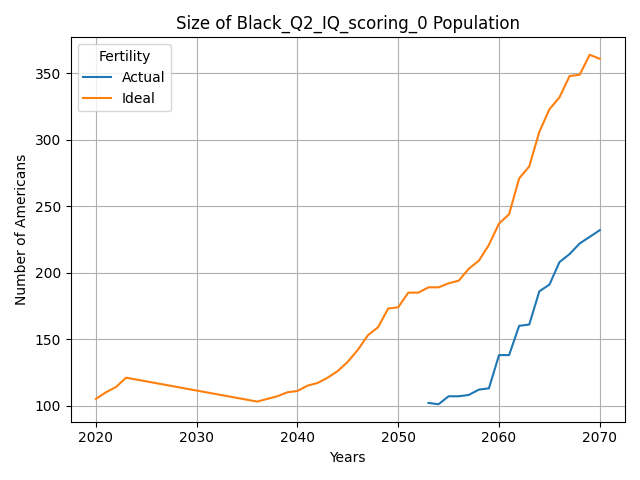 Size of Black_Q2_IQ_scoring_0 Population
Fertility
Actual
Ideal
Number of Americans
350
300
250
200
150
100
2020
2030
2040
2050
2060
2070
Years